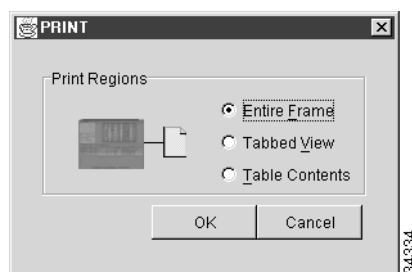 PRINT
Print Regions
Entire Frame
Tabbed View
Table Contents
OK
Cancel
34334